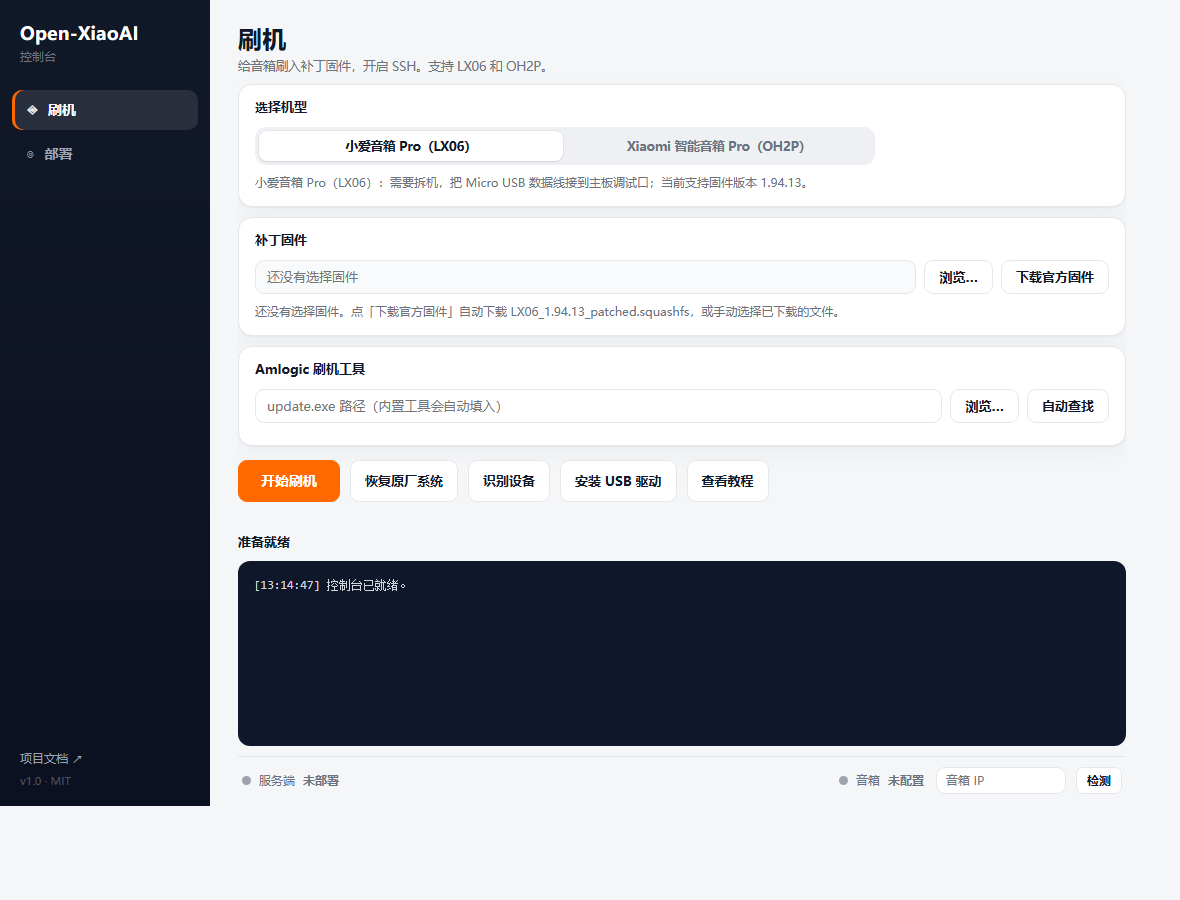 Open-XiaoAI
控制台
刷机
部署
项目文档 ↗
v1.0 · MIT
刷机
给音箱刷入补丁固件，开启 SSH。支持 LX06 和 OH2P。
选择机型
小爱音箱 Pro（LX06）
Xiaomi 智能音箱 Pro（OH2P）
小爱音箱 Pro（LX06）：需要拆机，把 Micro USB 数据线接到主板调试口；当前支持固件版本 1.94.13。
补丁固件
还没有选择固件
浏览...
下载官方固件
还没有选择固件。点「下载官方固件」自动下载 LX06_1.94.13_patched.squashfs，或手动选择已下载的文件。
Amlogic 刷机工具
update.exe 路径（内置工具会自动填入）
浏览...
自动查找
开始刷机
恢复原厂系统
识别设备
安装 USB 驱动
查看教程
准备就绪
[13:14:47] 控制台已就绪。
服务端 未部署
音箱 未配置
音箱 IP
检测